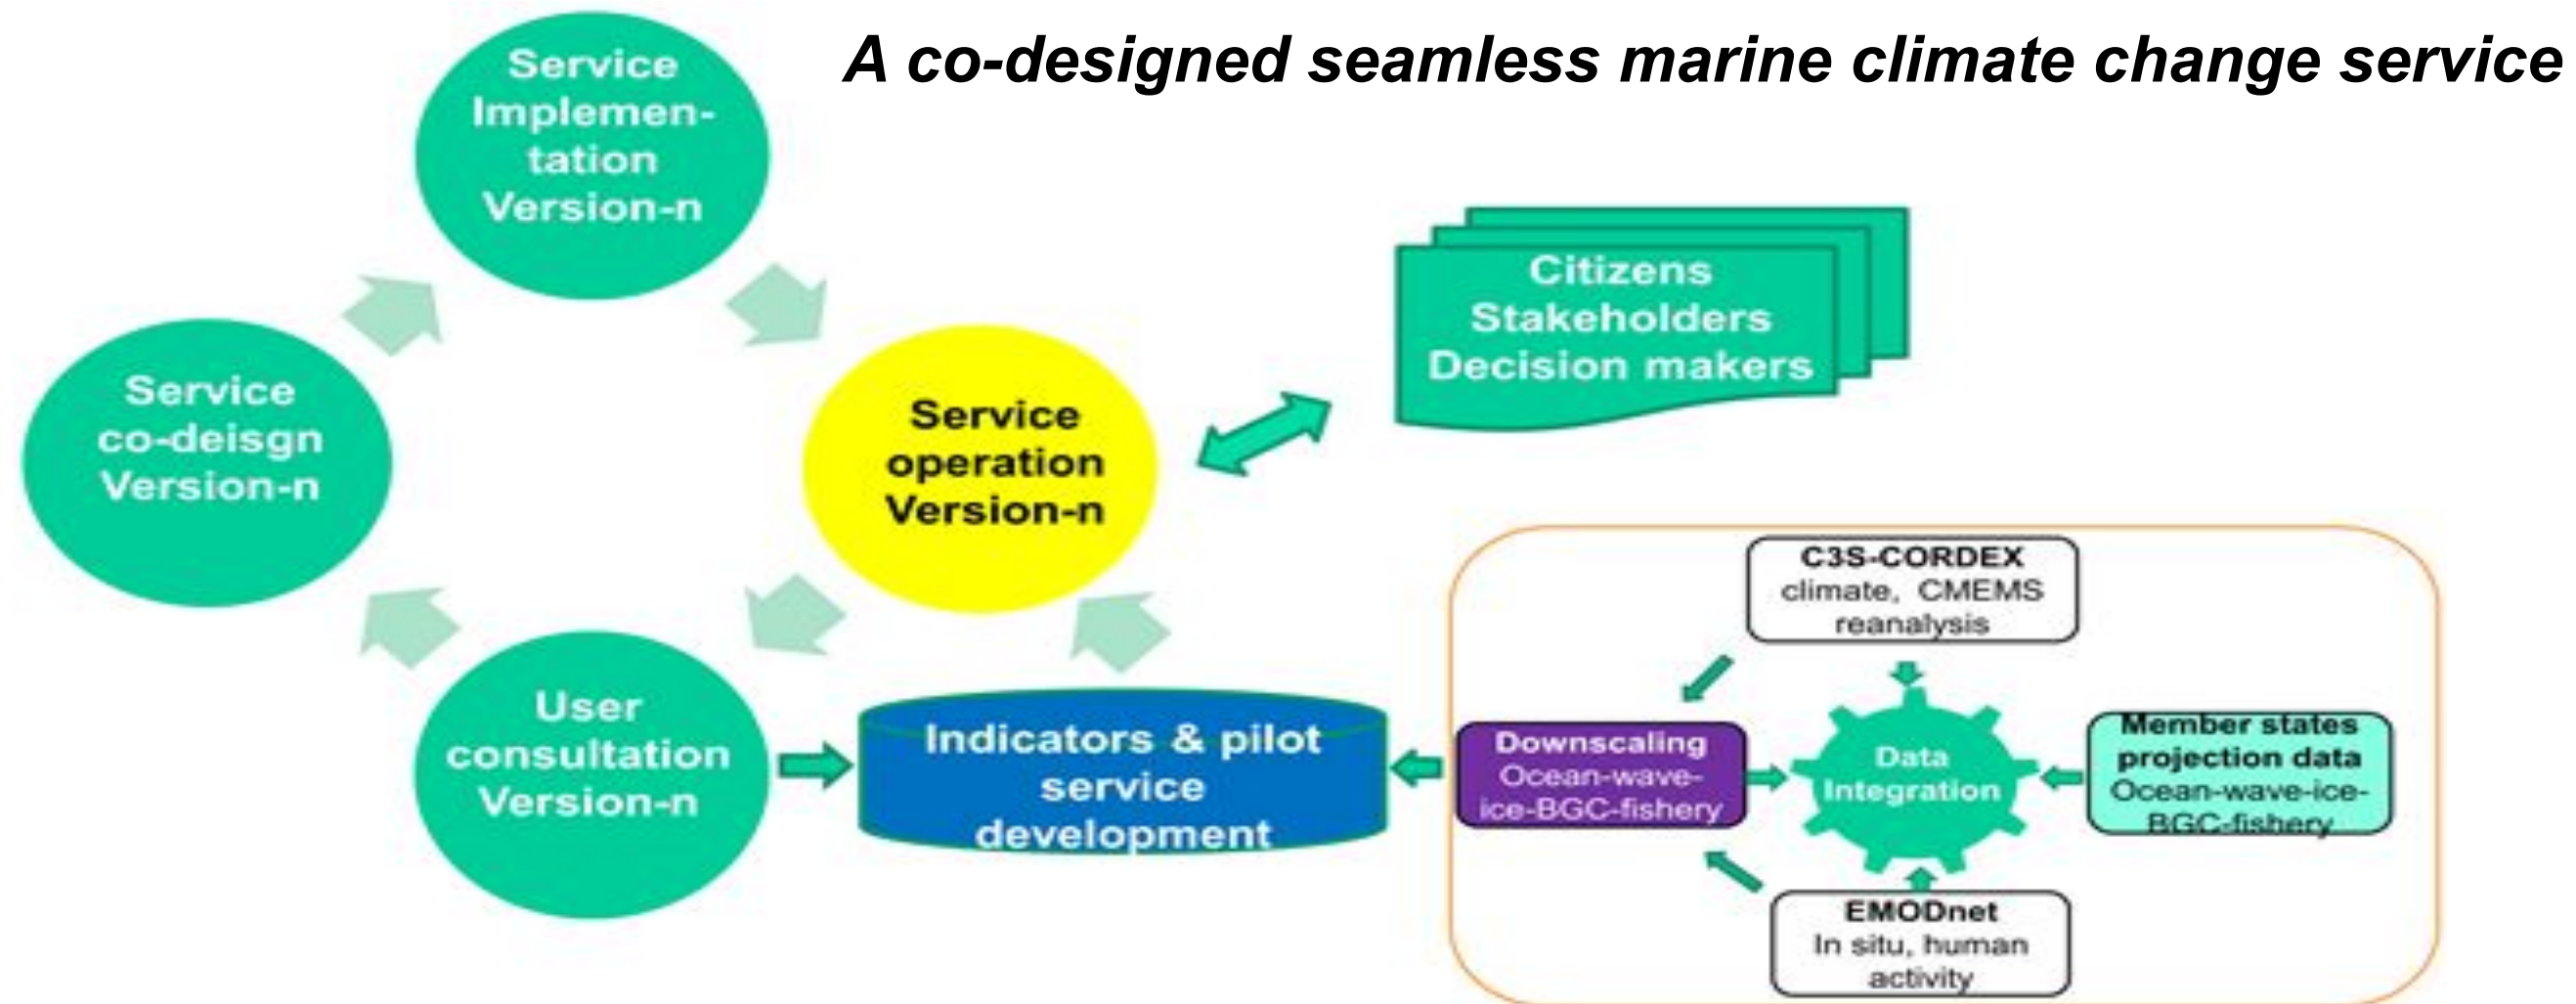 A co-designed seamless marine climate change service
Service
Implemen-
tation
Version-n
Service
co-deisgn
Version-n
Service
operation
Version-n
User
consultation
Version-n
Citizens
Stakeholders
Decision makers
Indicators & pilot
service
development
C3S-CORDEX
climate, CMEMS
reanalysis
Downscaling
Ocean-wave-
ice-BGC-fishery
Data
Integration
Member states
projection data
Ocean-wave-ice-
BGC-fishery
EMODnet
In situ, human
activity